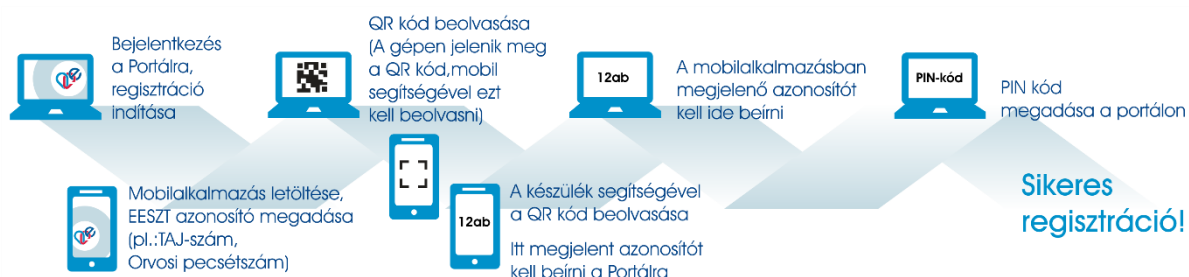 Bejelentkezés
a Portálra,
regisztráció
indítása
Mobilalkalmazás letöltése,
EESZT azonosító megadása
(pl.:TAJ-szám,
Orvosi pecsétszám)
QR kód beolvasása
(A gépen jelenik meg
a QR kód,mobil
segítségével ezt
kell beolvasni)
12ab
A készülék segítségével
a QR kód beolvasása
Itt megjelent azonosítót
kell beírni a Portálra
12ab
A mobilalkalmazásban
megjelenő azonosítót
kell ide beírni
PIN-kód
PIN kód
megadása a portálon
Sikeres
regisztráció!